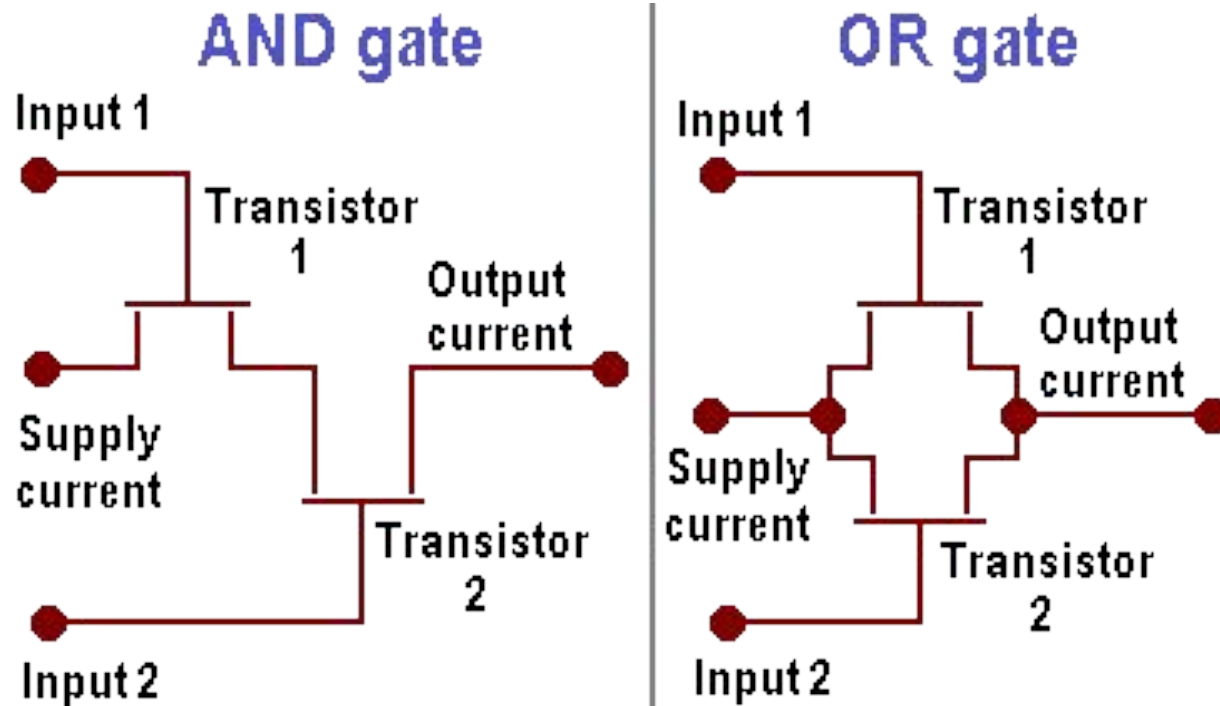 AND gate
Input 1
Transistor
1
Output
current
Supply
current
Transistor
2
Input 2
OR gate
Input 1
Transistor
1
Output
current
Supply
current
Transistor
2
Input 2